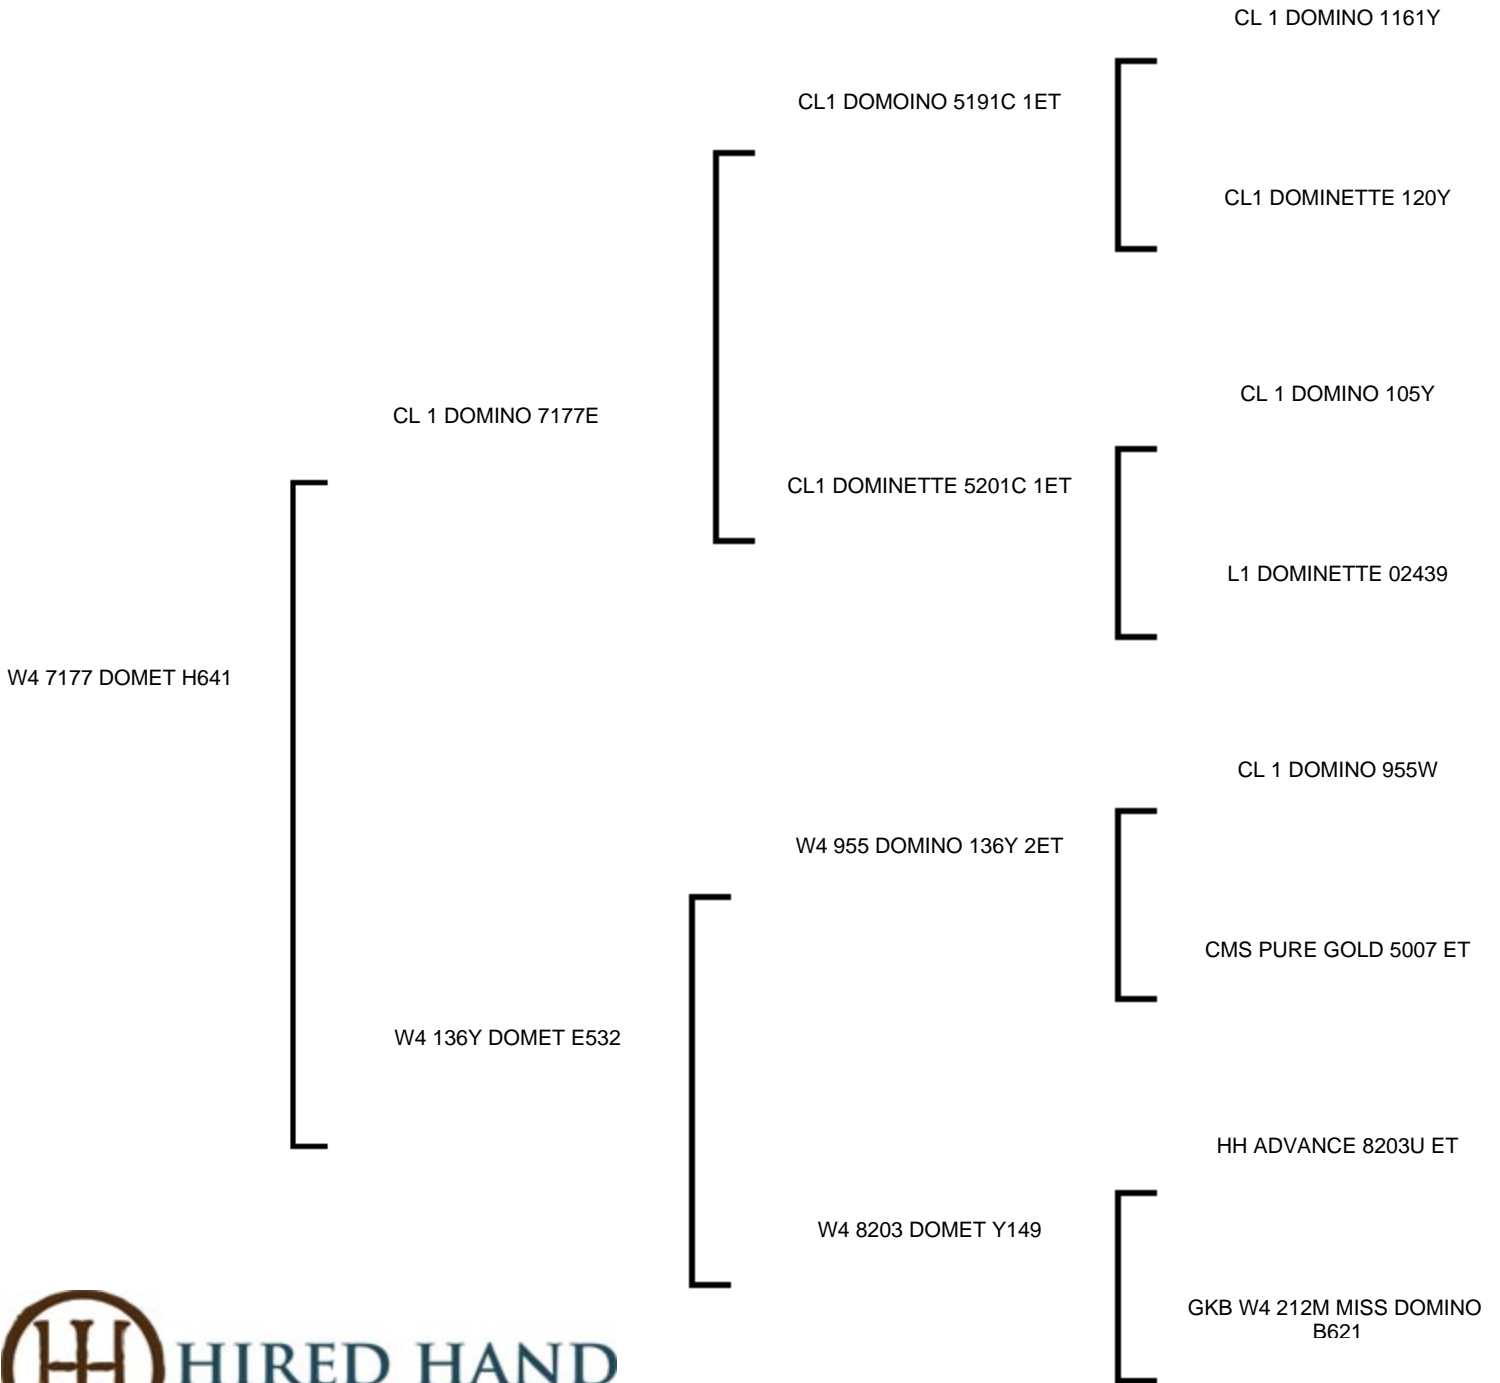 CL 1 DOMINO 1161Y
CL1 DOMOINO 5191C 1ET
CL1 DOMINETTE 120Y
CL 1 DOMINO 105Y
CL 1 DOMINO 7177E
CL1 DOMINETTE 5201C 1ET
L1 DOMINETTE 02439
W4 7177 DOMET H641
CL 1 DOMINO 955W
W4 955 DOMINO 136Y 2ET
CMS PURE GOLD 5007 ET
W4 136Y DOMET E532
HH ADVANCE 8203U ET
W4 8203 DOMET Y149
GKB W4 212M MISS DOMINO
B621
HIRED HAND